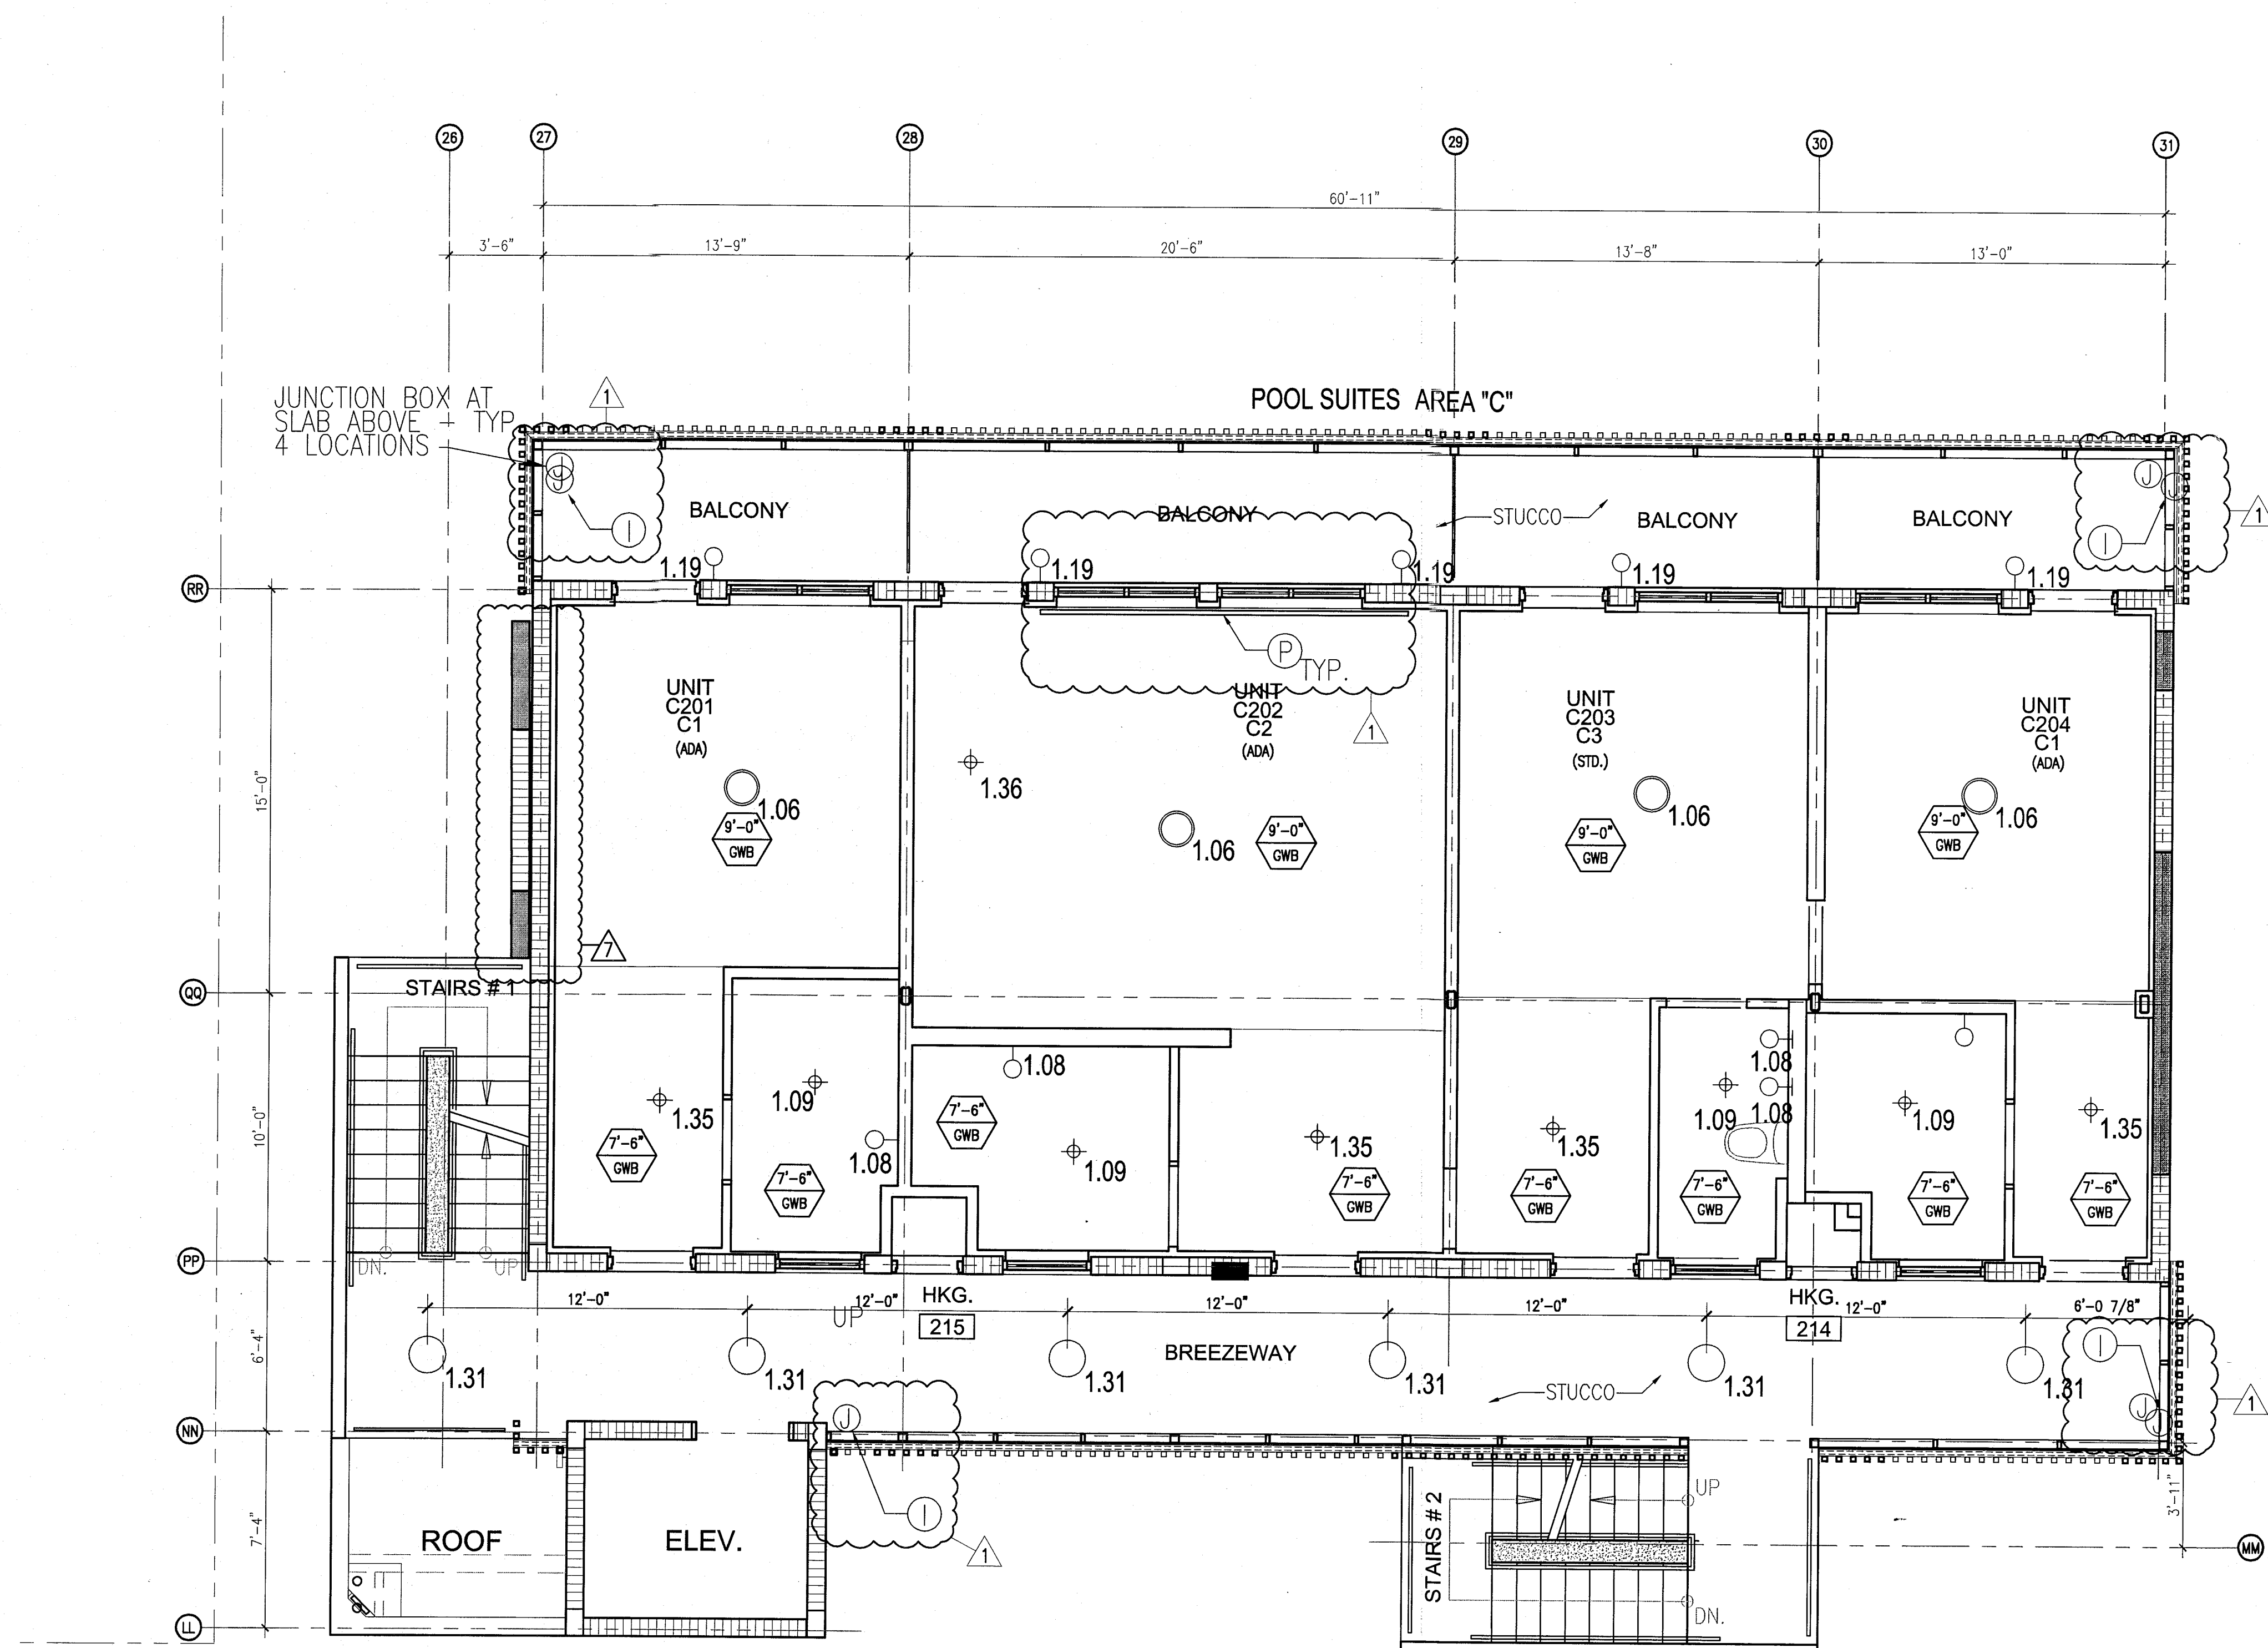 26
27
28
29
30
31
60'-11"
3'-6"
13'-9"
20'-6"
13'-8"
13'-0"
JUNCTION BOX AT
SLAB ABOVE - TYP.
4 LOCATIONS
1
POOL SUITES AREA "C"
J
J
I
BALCONY
BALCONY
STUCCO
BALCONY
BALCONY
J
J
I
1
RR
1.19
1.19
1.19
1.19
1.19
P
TYP.
1
UNIT
C201
C1
(ADA)
UNIT
C202
C2
(ADA)
UNIT
C203
C3
(STD.)
UNIT
C204
C1
(ADA)
15'-0"
1.36
1.06
9'-0"
GWB
1.06
9'-0"
GWB
1.06
9'-0"
GWB
1.06
9'-0"
GWB
7
QQ
STAIRS # 1
10'-0"
1.35
7'-6"
GWB
1.09
1.08
7'-6"
GWB
1.08
7'-6"
GWB
1.09
1.35
7'-6"
GWB
1.35
7'-6"
GWB
1.08
1.09
1.08
7'-6"
GWB
1.09
7'-6"
GWB
1.35
7'-6"
GWB
PP
DN.
UP
12'-0"
12'-0"
12'-0"
12'-0"
12'-0"
6'-0 7/8"
UP
HKG.
215
HKG.
214
6'-4"
BREEZEWAY
1.31
1.31
1.31
1.31
1.31
1.31
STUCCO
I
J
J
1
NN
J
I
1
7'-4"
ROOF
ELEV.
STAIRS # 2
UP
DN.
3'-11"
MM
LL